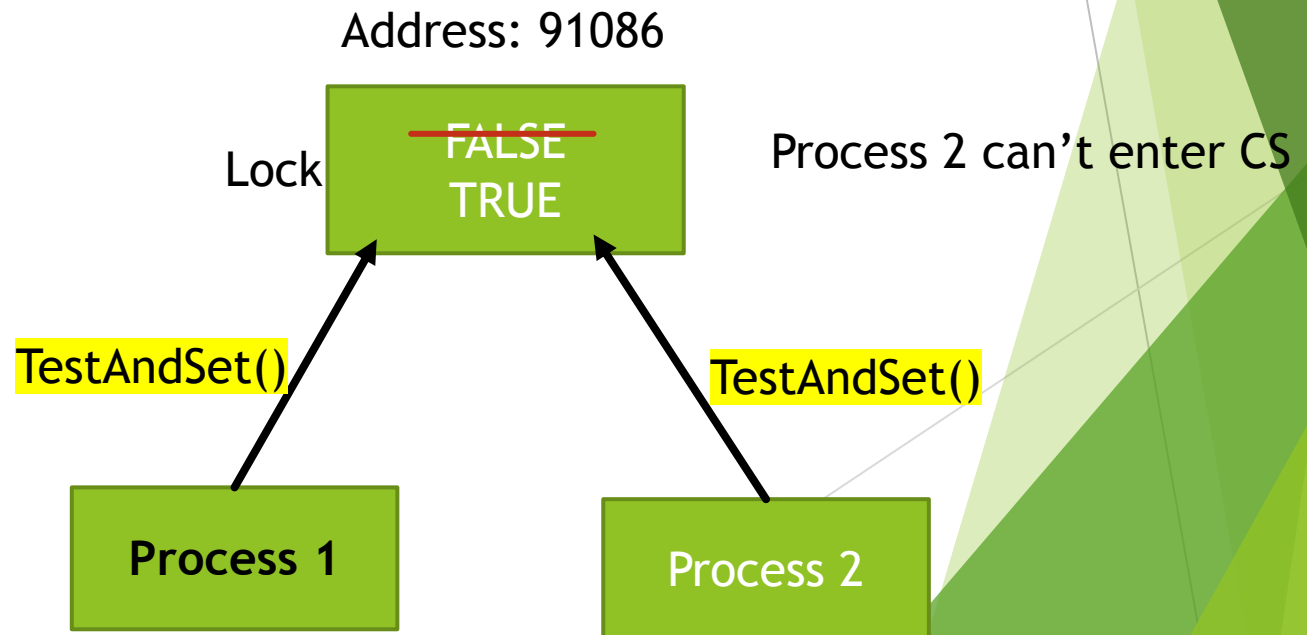 Address: 91086
FALSE
TRUE
Lock
Process 2 can’t enter CS
TestAndSet()
TestAndSet()
Process 1
Process 2